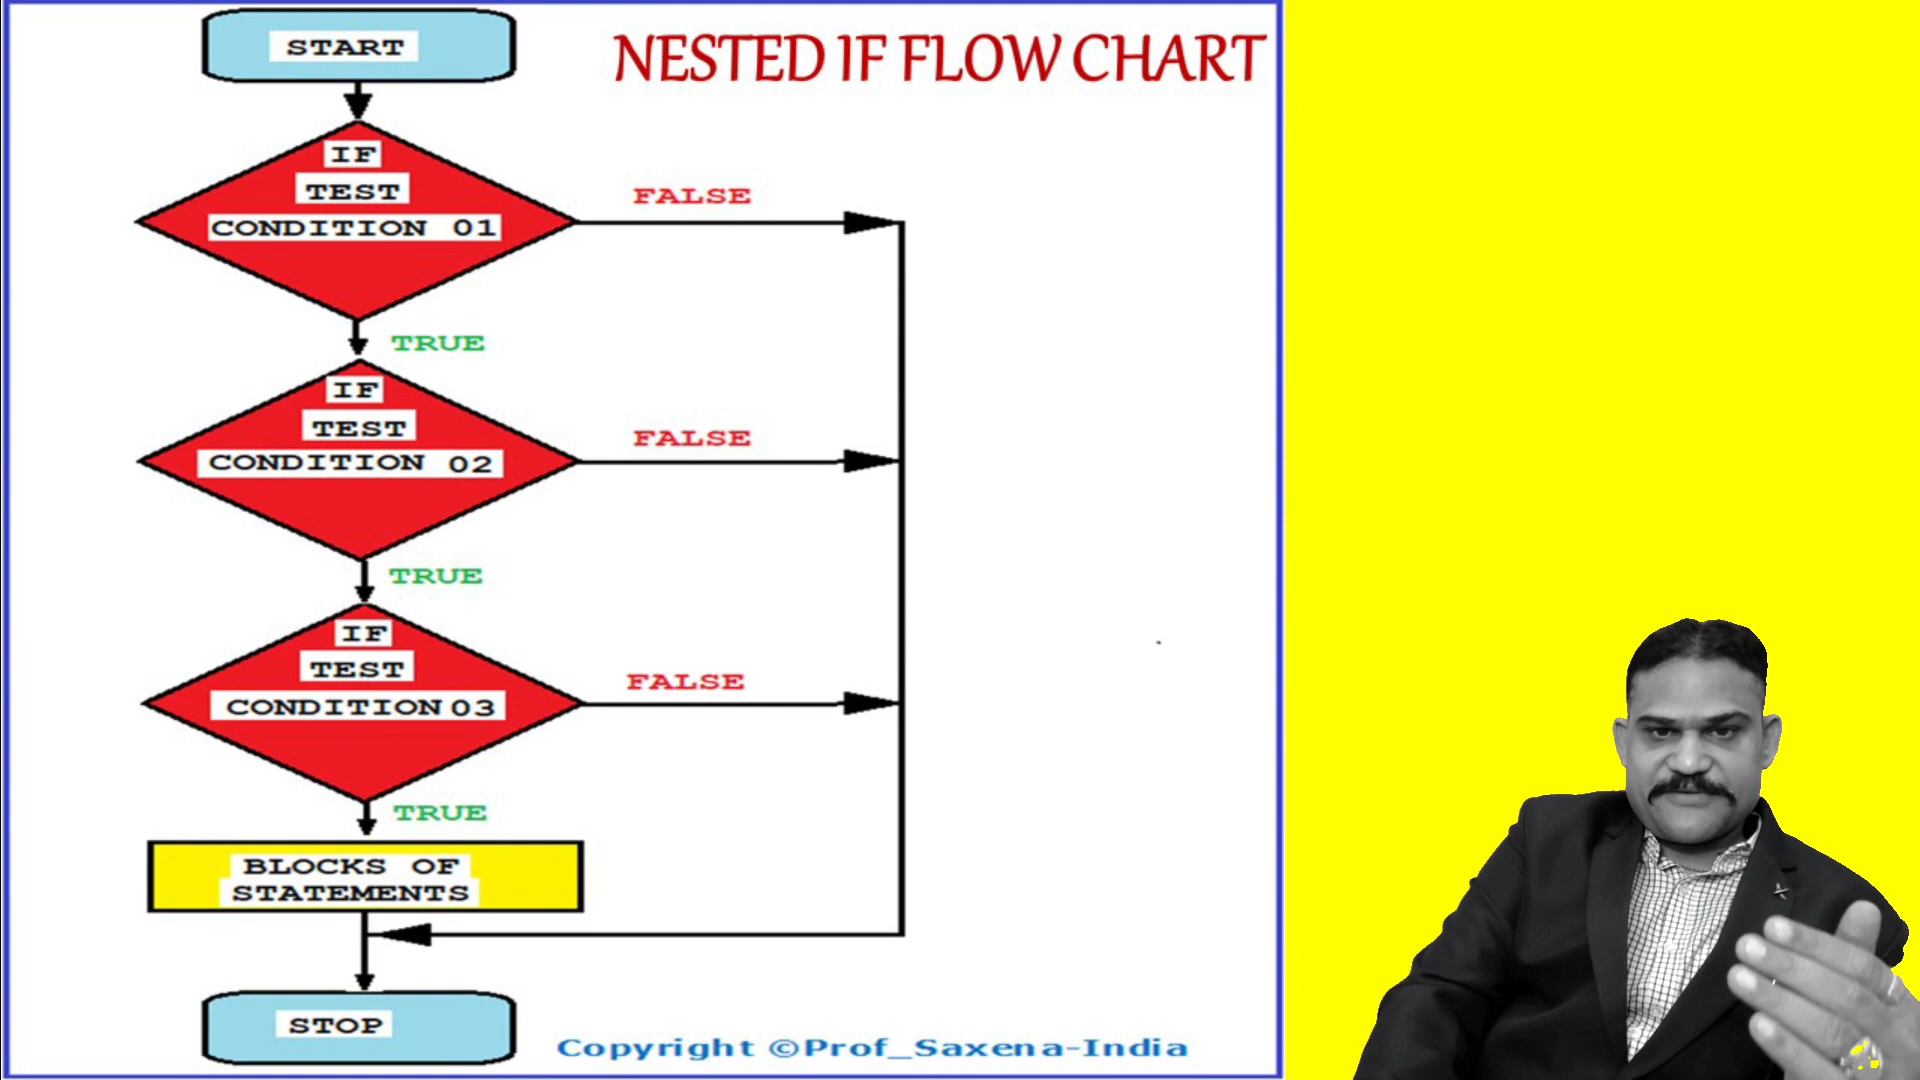 START
NESTED IF FLOW CHART
IF
TEST
CONDITION 01
FALSE
TRUE
IF
TEST
CONDITION 02
FALSE
TRUE
IF
TEST
CONDITION 03
FALSE
TRUE
BLOCKS OF
STATEMENTS
STOP
Copyright ©Prof_Saxena-India